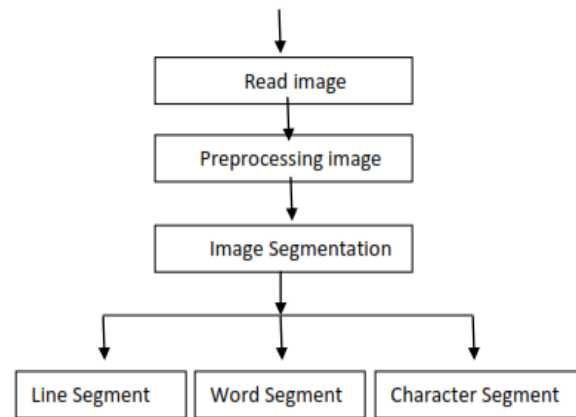 Read image
Preprocessing image
Image Segmentation
Line Segment
Word Segment
Character Segment